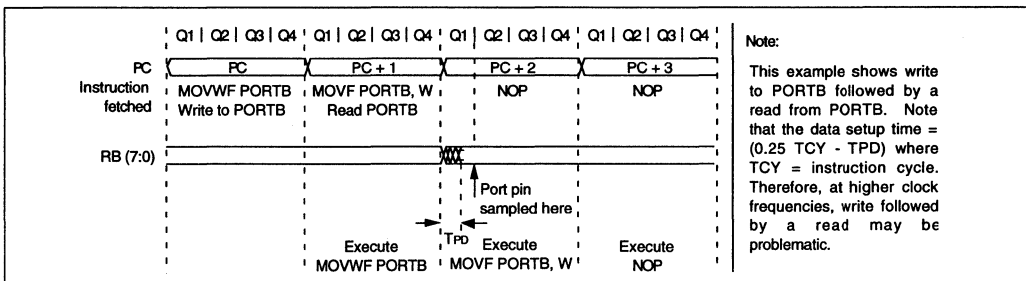 Q1 | Q2 | Q3 | Q4 Q1 | Q2 | Q3 | Q4 Q1 | Q2 | Q3 | Q4 Q1 | Q2 | Q3 | Q4
PC PC PC + 1 PC + 2 PC + 3
Instruction fetched
MOVWF PORTB
Write to PORTB
MOVF PORTB, W
Read PORTB
NOP
NOP
RB (7:0)
Port pin
sampled here
TPD
Execute
MOVWF PORTB
Execute
MOVF PORTB, W
Execute
NOP
Note:
This example shows write
to PORTB followed by a
read from PORTB. Note
that the data setup time =
(0.25 TCY - TPD) where
TCY = instruction cycle.
Therefore, at higher clock
frequencies, write followed
by a read may be
problematic.